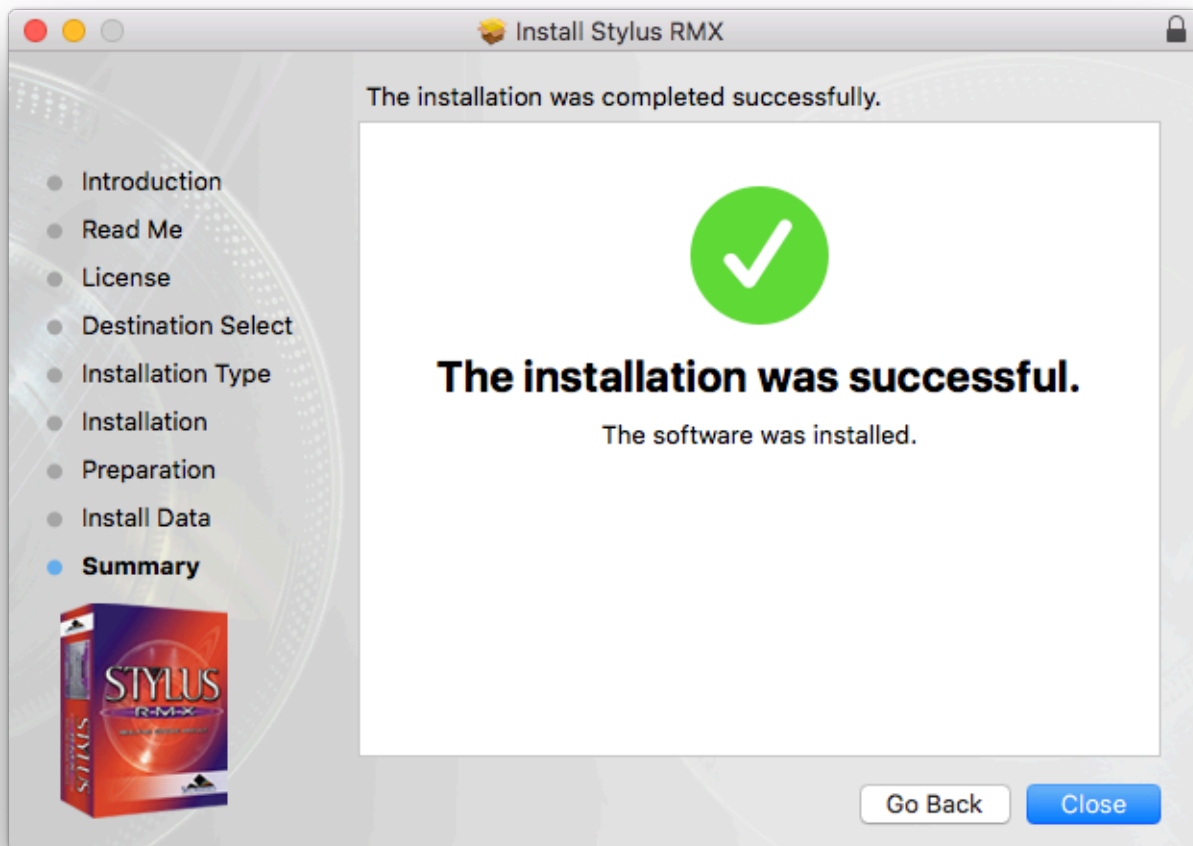 Install Stylus RMX
The installation was completed successfully.
Introduction
Read Me
License
Destination Select
Installation Type
Installation
Preparation
Install Data
Summary
The installation was successful.
The software was installed.
STYLUS
R·M·X
STYLUS
Go Back
Close